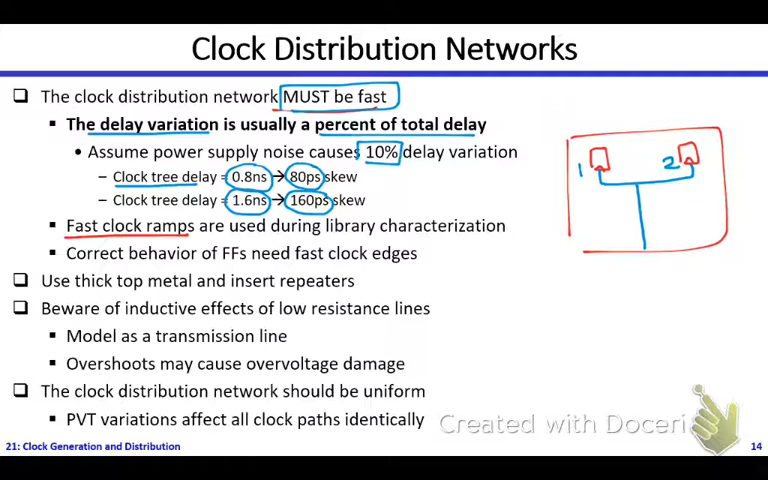 Clock Distribution Networks
The clock distribution network MUST be fast
The delay variation is usually a percent of total delay
Assume power supply noise causes 10% delay variation
Clock tree delay = 0.8ns → 80ps skew
Clock tree delay = 1.6ns → 160ps skew
Fast clock ramps are used during library characterization
Correct behavior of FFs need fast clock edges
Use thick top metal and insert repeaters
Beware of inductive effects of low resistance lines
Model as a transmission line
Overshoots may cause overvoltage damage
The clock distribution network should be uniform
PVT variations affect all clock paths identically
1 2
Created with Doceri
21: Clock Generation and Distribution
14